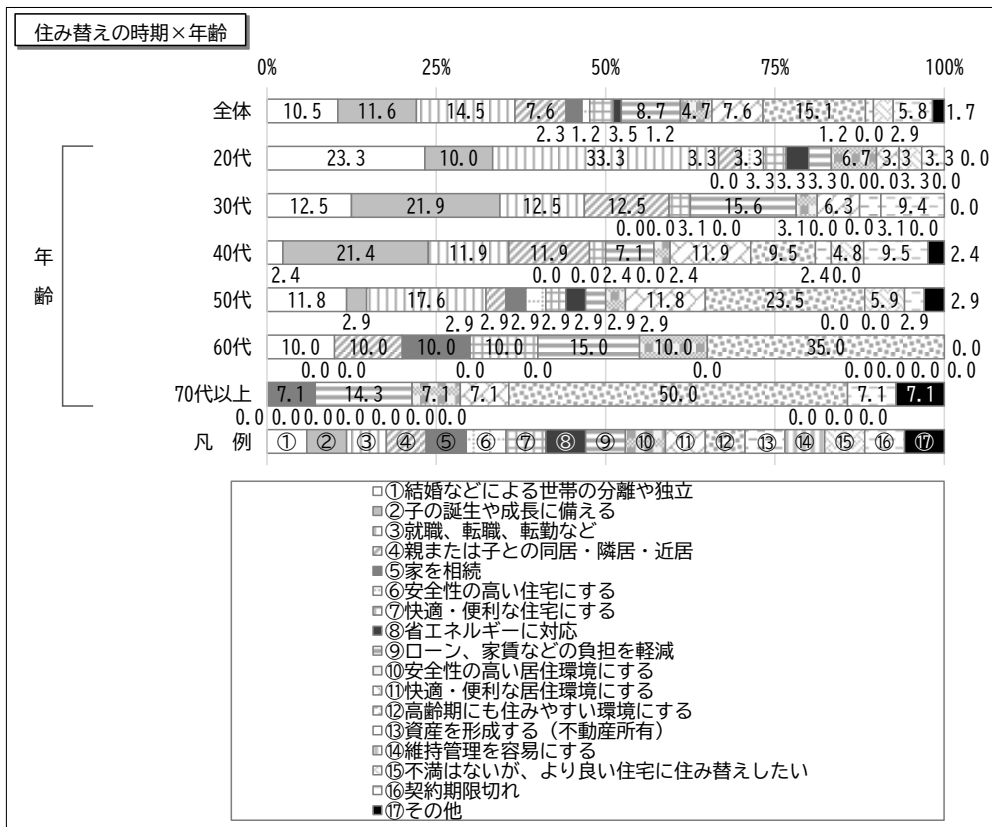 住み替えの時期×年齢
0% 25% 50% 75% 100%
全体 10.5 11.6 14.5 7.6 8.7 4.7 7.6 15.1 5.8 1.7
2.3 1.2 3.5 1.2 1.2 0.0 2.9
20代 23.3 10.0 33.3 3.3 3.3 6.7 3.3 3.3 0.0
0.0 3.3 3.3 3.3 0.0 0.0 3.3 0.0
30代 12.5 21.9 12.5 12.5 15.6 6.3 9.4 0.0
0.0 0.0 3.1 0.0 3.1 0.0 0.0 3.1 0.0
年齢
40代 21.4 11.9 11.9 7.1 11.9 9.5 4.8 9.5 2.4
2.4 0.0 0.0 2.4 0.0 2.4 2.4 0.0
50代 11.8 17.6 11.8 23.5 5.9 2.9
2.9 2.9 2.9 2.9 2.9 2.9 2.9 2.9 0.0 0.0 2.9
60代 10.0 10.0 10.0 10.0 15.0 10.0 35.0 0.0
0.0 0.0 0.0 0.0 0.0 0.0 0.0 0.0 0.0
70代以上 7.1 14.3 7.1 7.1 50.0 7.1 7.1
0.0 0.0 0.0 0.0 0.0 0.0 0.0 0.0 0.0 0.0
凡 例 ① ② ③ ④ ⑤ ⑥ ⑦ ⑧ ⑨ ⑩ ⑪ ⑫ ⑬ ⑭ ⑮ ⑯ ⑰
①結婚などによる世帯の分離や独立
②子の誕生や成長に備える
③就職、転職、転勤など
④親または子との同居・隣居・近居
⑤家を相続
⑥安全性の高い住宅にする
⑦快適・便利な住宅にする
⑧省エネルギーに対応
⑨ローン、家賃などの負担を軽減
⑩安全性の高い居住環境にする
⑪快適・便利な居住環境にする
⑫高齢期にも住みやすい環境にする
⑬資産を形成する（不動産所有）
⑭維持管理を容易にする
⑮不満はないが、より良い住宅に住み替えしたい
⑯契約期限切れ
⑰その他